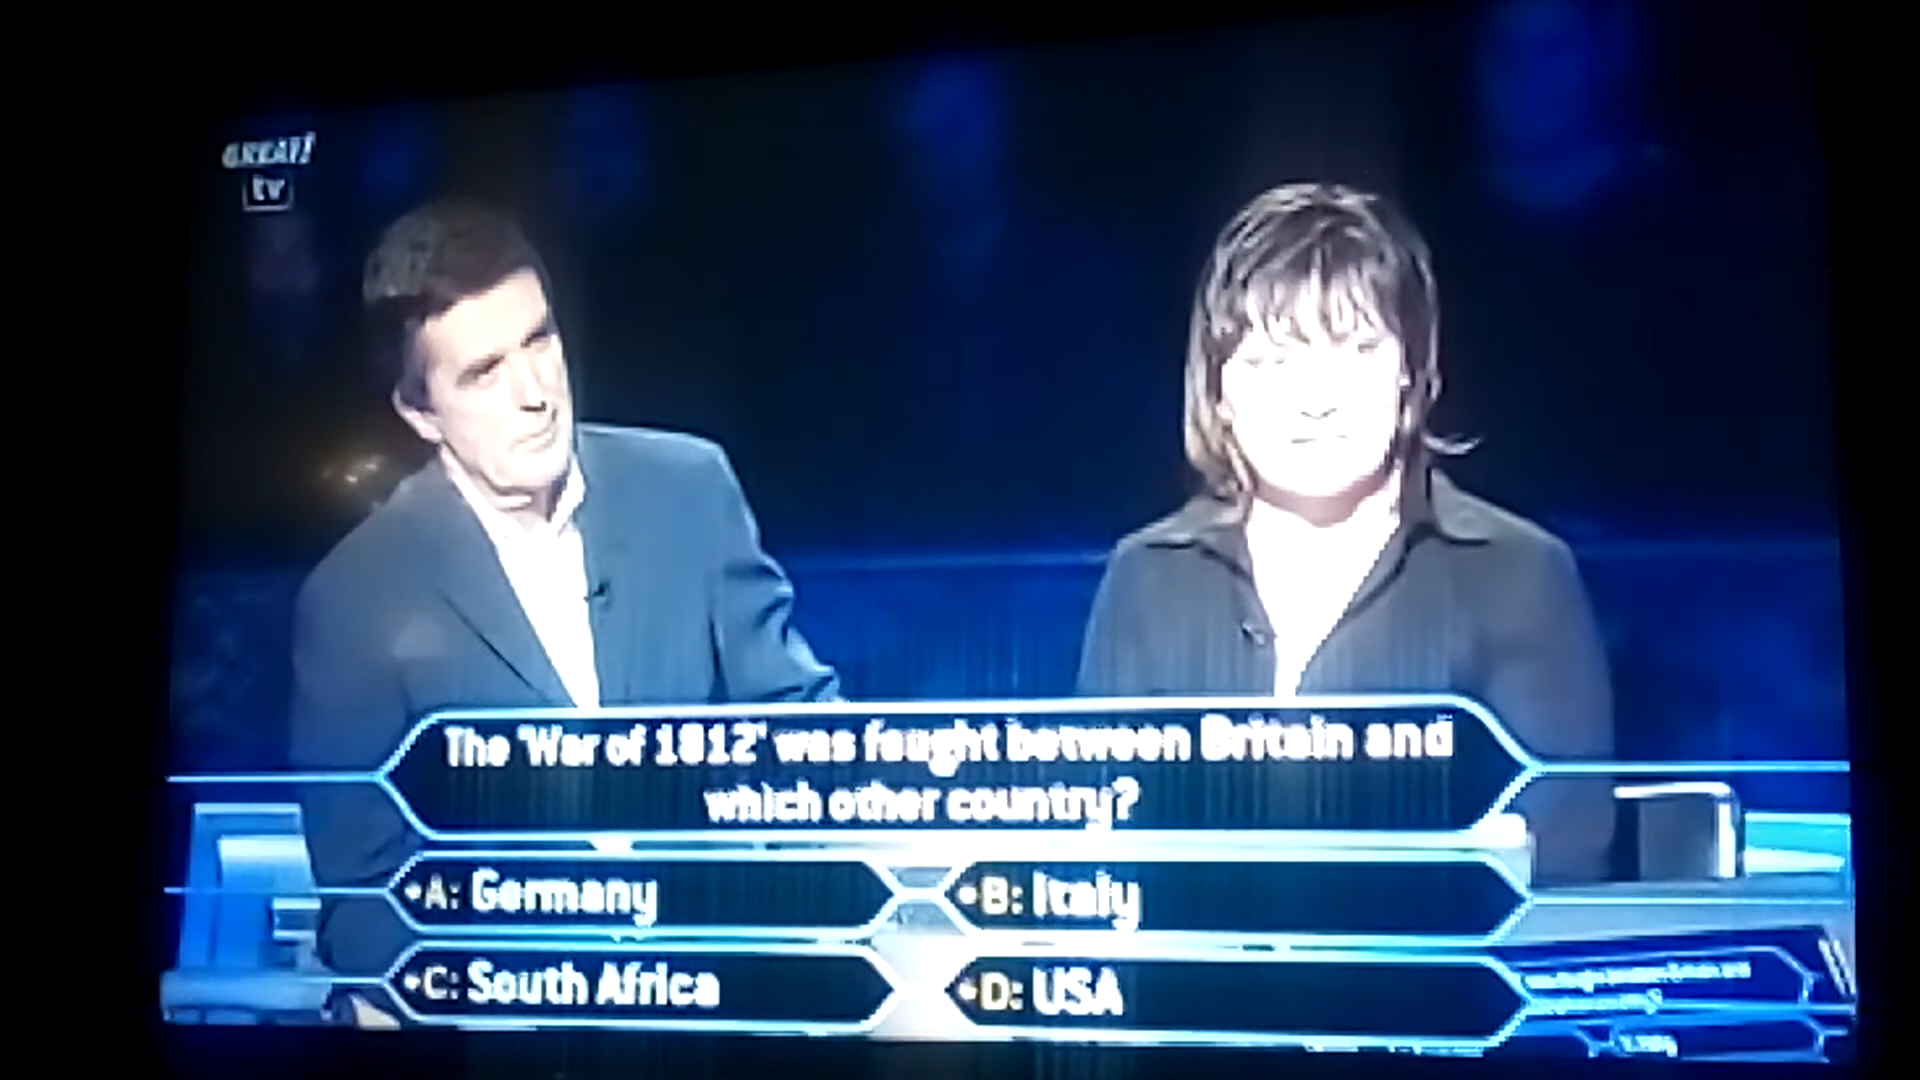 GREAT!
tv
The 'War of 1812' was fought between Britain and
which other country?
A: Germany
B: Italy
C: South Africa
D: USA